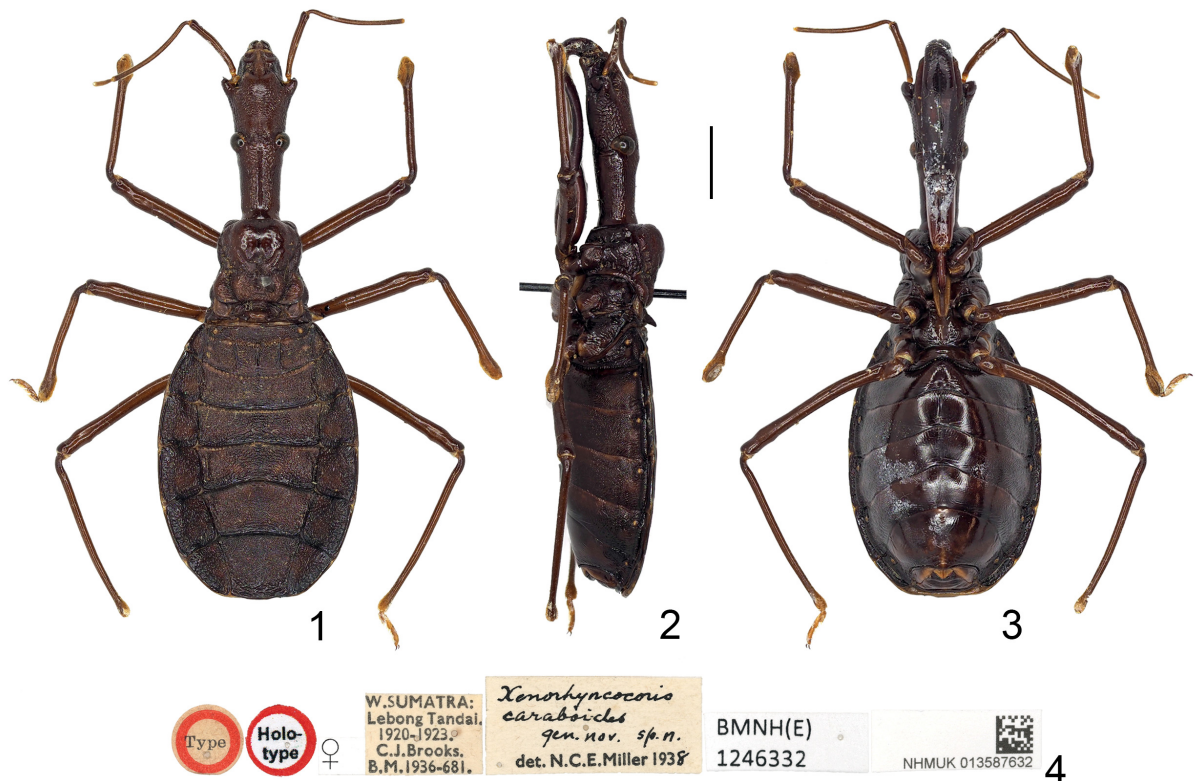 1
2
3
Type
Holo-
type
♀
W.SUMATRA:
Lebong Tandai.
1920-1923.
C.J.Brooks.
B.M.1936-681.
Xenorhyncocoris
caraboides
gen. nov. sp. n.
det. N.C.E. Miller 1938
BMNH(E)
1246332
NHMUK 013587632
4